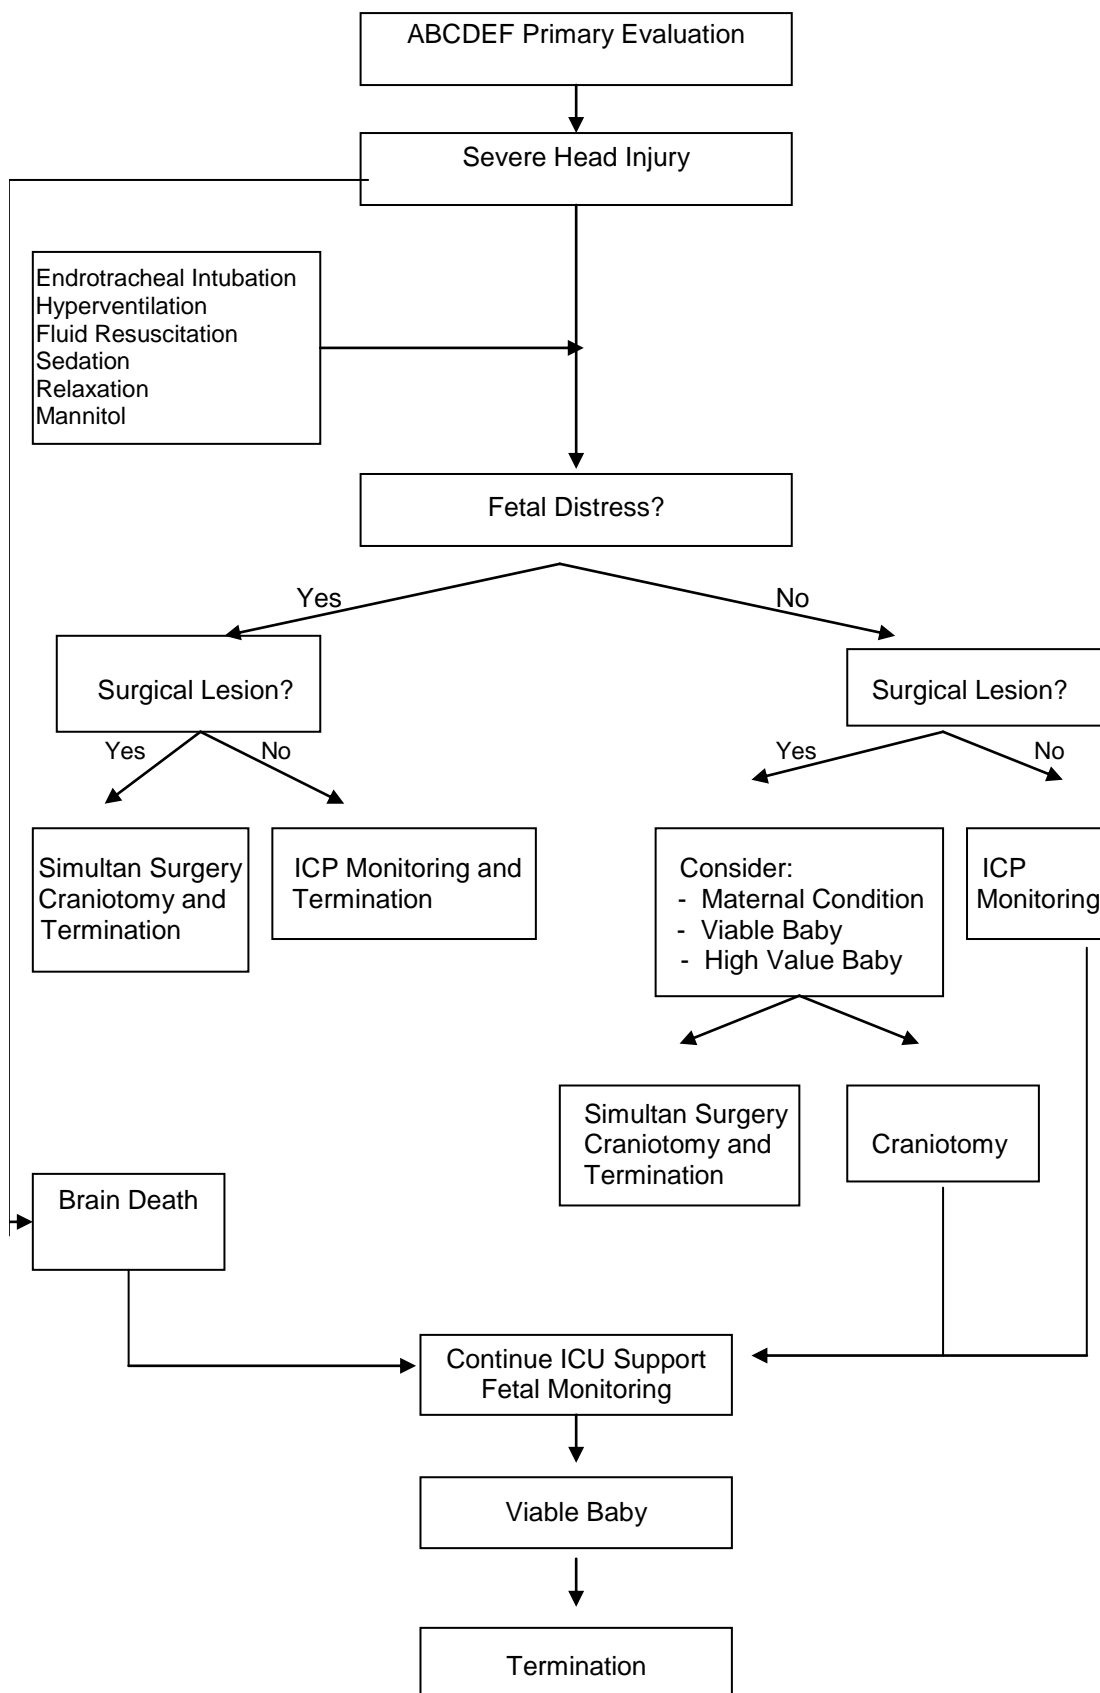 ABCDEF Primary Evaluation
Severe Head Injury
Endrotracheal Intubation
Hyperventilation
Fluid Resuscitation
Sedation
Relaxation
Mannitol
Fetal Distress?
Yes
No
Surgical Lesion?
Surgical Lesion?
Yes
No
Yes
No
Simultan Surgery
Craniotomy and
Termination
ICP Monitoring and
Termination
Consider:
- Maternal Condition
- Viable Baby
- High Value Baby
ICP
Monitoring
Simultan Surgery
Craniotomy and
Termination
Craniotomy
Brain Death
Continue ICU Support
Fetal Monitoring
Viable Baby
Termination